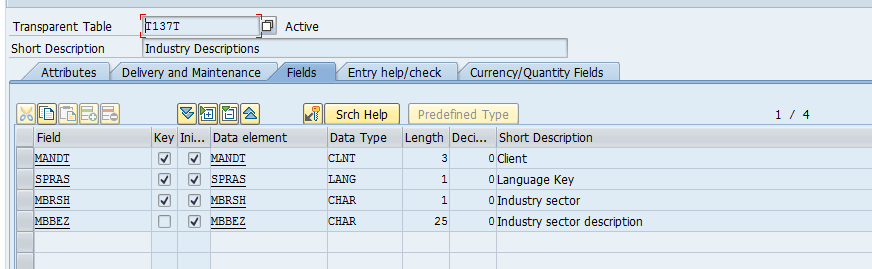 Transparent Table T137T Active
Short Description Industry Descriptions
Attributes Delivery and Maintenance Fields Entry help/check Currency/Quantity Fields
Srch Help Predefined Type 1 / 4
Field Key Ini... Data element Data Type Length Deci... Short Description
MANDT MANDT CLNT 3 0 Client
SPRAS SPRAS LANG 1 0 Language Key
MBRSH MBRSH CHAR 1 0 Industry sector
MBBEZ MBBEZ CHAR 25 0 Industry sector description